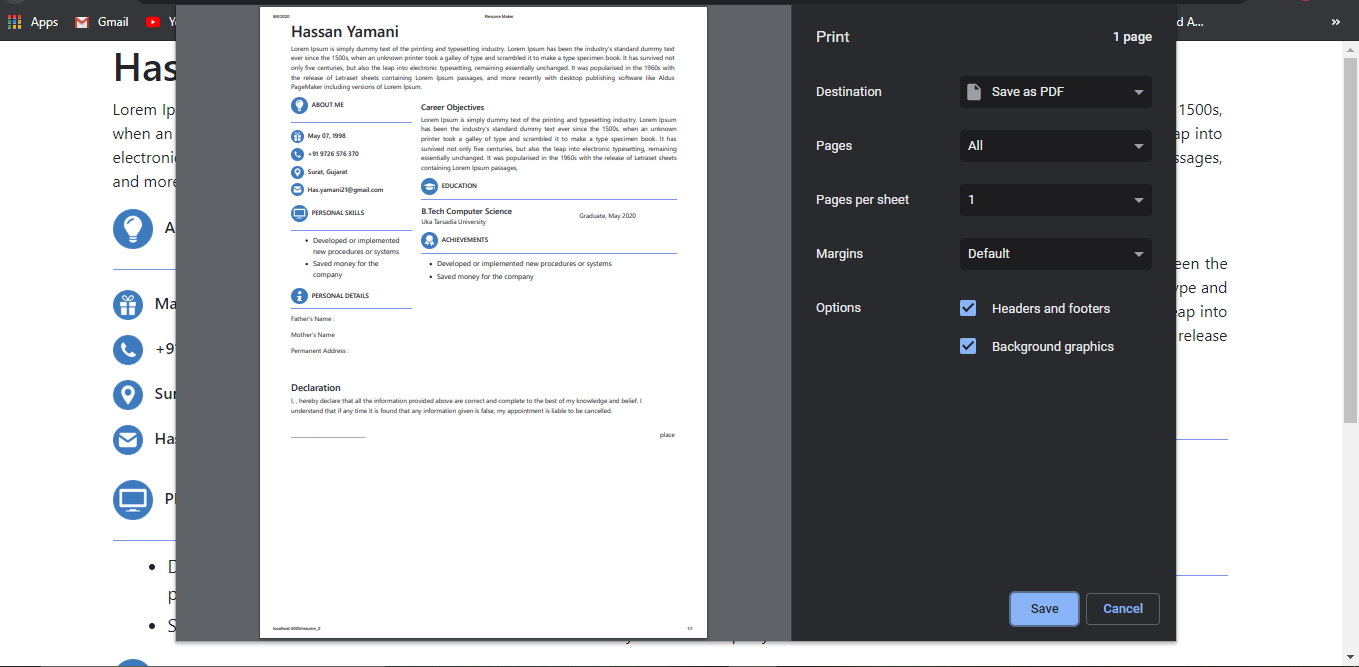 Apps
Gmail
d A...
»
8/8/2020
Resume Maker
Hassan Yamani
Lorem Ipsum is simply dummy text of the printing and typesetting industry. Lorem Ipsum has been the industry's standard dummy text
ever since the 1500s, when an unknown printer took a galley of type and scrambled it to make a type specimen book. It has survived not
only five centuries, but also the leap into electronic typesetting, remaining essentially unchanged. It was popularised in the 1960s with
the release of Letraset sheets containing Lorem Ipsum passages, and more recently with desktop publishing software like Aldus
PageMaker including versions of Lorem Ipsum.
ABOUT ME
May 07, 1998
+91 9726 576 370
Surat, Gujarat
Has.yamani21@gmail.com
PERSONAL SKILLS
• Developed or implemented
new procedures or systems
• Saved money for the
company
PERSONAL DETAILS
Father's Name :
Mother's Name
Permanent Address :
Career Objectives
Lorem Ipsum is simply dummy text of the printing and typesetting industry. Lorem Ipsum
has been the industry's standard dummy text ever since the 1500s, when an unknown
printer took a galley of type and scrambled it to make a type specimen book. It has
survived not only five centuries, but also the leap into electronic typesetting, remaining
essentially unchanged. It was popularised in the 1960s with the release of Letraset sheets
containing Lorem Ipsum passages,
EDUCATION
B.Tech Computer Science
Uka Tarsadia University
Graduate, May 2020
ACHIEVEMENTS
• Developed or implemented new procedures or systems
• Saved money for the company
Declaration
I, , hereby declare that all the information provided above are correct and complete to the best of my knowledge and belief. I
understand that if any time it is found that any information given is false, my appointment is liable to be cancelled.
place
localhost:5000/resume_2
1/1
Print
1 page
Destination
Save as PDF
Pages
All
Pages per sheet
1
Margins
Default
Options
Headers and footers
Background graphics
Save
Cancel
Has
Lorem Ip
when an
electroni
and more
A
Ma
+9
Sur
Has
P
• D
p
• S
1500s,
ap into
ssages,
een the
ype and
eap into
release